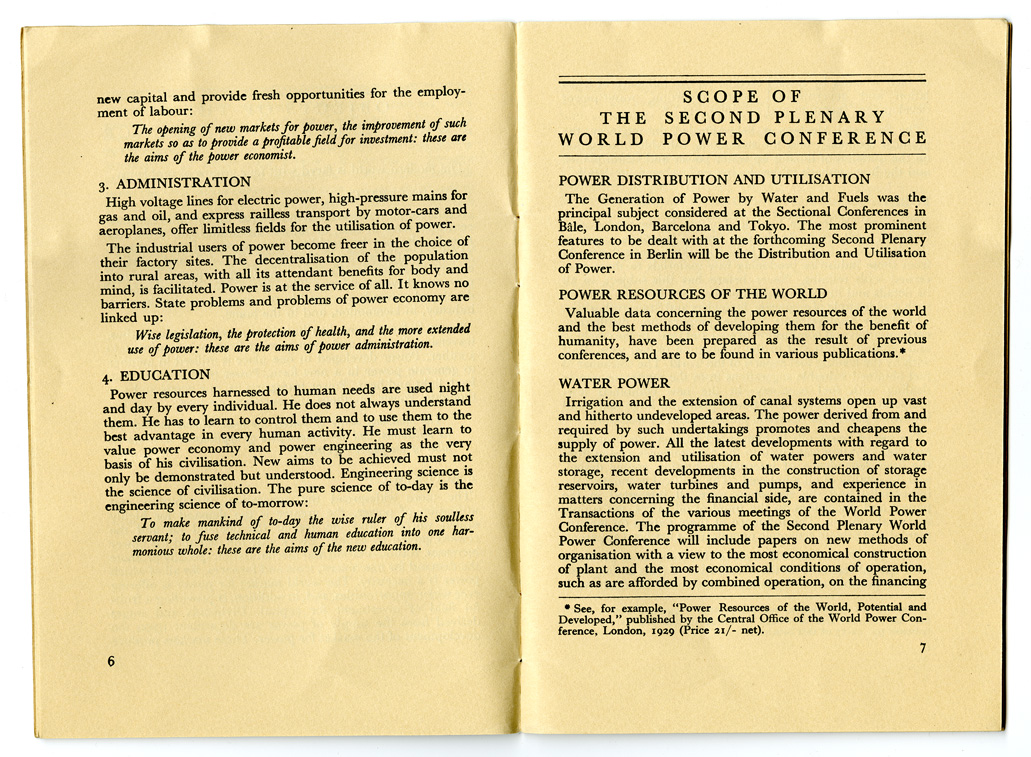 new capital and provide fresh opportunities for the employ-
ment of labour:
The opening of new markets for power, the improvement of such
markets so as to provide a profitable field for investment: these are
the aims of the power economist.
3. ADMINISTRATION
High voltage lines for electric power, high-pressure mains for
gas and oil, and express railless transport by motor-cars and
aeroplanes, offer limitless fields for the utilisation of power.
The industrial users of power become freer in the choice of
their factory sites. The decentralisation of the population
into rural areas, with all its attendant benefits for body and
mind, is facilitated. Power is at the service of all. It knows no
barriers. State problems and problems of power economy are
linked up:
Wise legislation, the protection of health, and the more extended
use of power: these are the aims of power administration.
4. EDUCATION
Power resources harnessed to human needs are used night
and day by every individual. He does not always understand
them. He has to learn to control them and to use them to the
best advantage in every human activity. He must learn to
value power economy and power engineering as the very
basis of his civilisation. New aims to be achieved must not
only be demonstrated but understood. Engineering science is
the science of civilisation. The pure science of to-day is the
engineering science of to-morrow:
To make mankind of to-day the wise ruler of his soulless
servant; to fuse technical and human education into one har-
monious whole: these are the aims of the new education.
6
SCOPE OF
THE SECOND PLENARY
WORLD POWER CONFERENCE
POWER DISTRIBUTION AND UTILISATION
The Generation of Power by Water and Fuels was the
principal subject considered at the Sectional Conferences in
Bâle, London, Barcelona and Tokyo. The most prominent
features to be dealt with at the forthcoming Second Plenary
Conference in Berlin will be the Distribution and Utilisation
of Power.
POWER RESOURCES OF THE WORLD
Valuable data concerning the power resources of the world
and the best methods of developing them for the benefit of
humanity, have been prepared as the result of previous
conferences, and are to be found in various publications.*
WATER POWER
Irrigation and the extension of canal systems open up vast
and hitherto undeveloped areas. The power derived from and
required by such undertakings promotes and cheapens the
supply of power. All the latest developments with regard to
the extension and utilisation of water powers and water
storage, recent developments in the construction of storage
reservoirs, water turbines and pumps, and experience in
matters concerning the financial side, are contained in the
Transactions of the various meetings of the World Power
Conference. The programme of the Second Plenary World
Power Conference will include papers on new methods of
organisation with a view to the most economical construction
of plant and the most economical conditions of operation,
such as are afforded by combined operation, on the financing
* See, for example, "Power Resources of the World, Potential and
Developed," published by the Central Office of the World Power Con-
ference, London, 1929 (Price 21/- net).
7